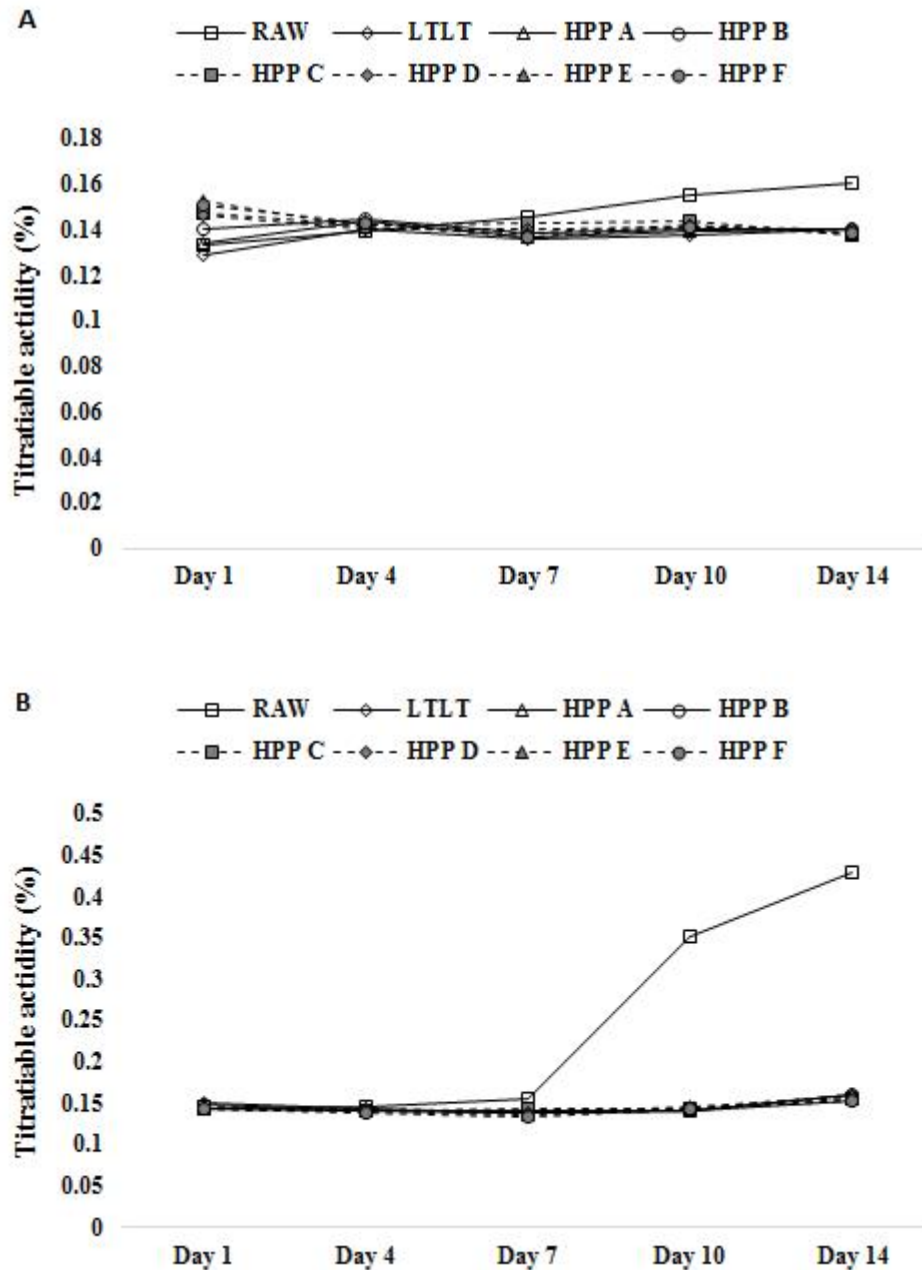 A
RAW LTLT HPP A HPP B
HPP C HPP D HPP E HPP F
Titratiable actidity (%)
0.18
0.16
0.14
0.12
0.1
0.08
0.06
0.04
0.02
0
Day 1 Day 4 Day 7 Day 10 Day 14
B
RAW LTLT HPP A HPP B
HPP C HPP D HPP E HPP F
Titratiable actidity (%)
0.5
0.45
0.4
0.35
0.3
0.25
0.2
0.15
0.1
0.05
0
Day 1 Day 4 Day 7 Day 10 Day 14